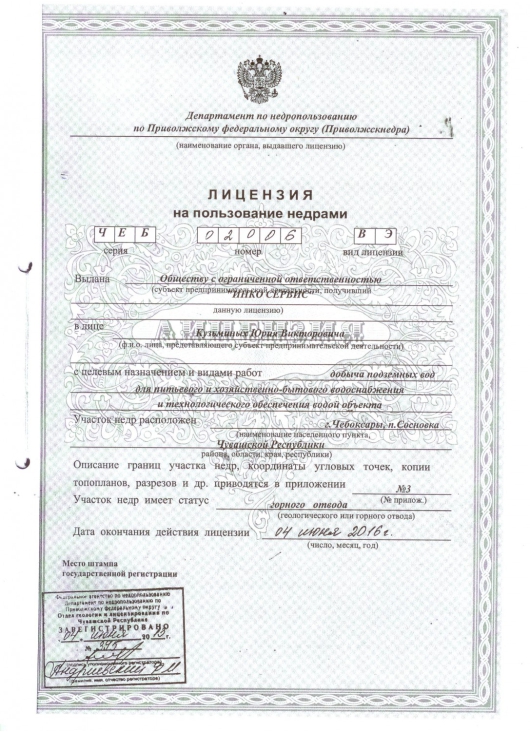 Департамент по недропользованию
по Приволжскому федеральному округу (Приволжскнедра)
(наименование органа, выдавшего лицензию)
ЛИЦЕНЗИЯ
на пользование недрами
Ч Е Б 0 2 0 0 6 В Э
серия номер вид лицензии
Выдана Обществу с ограниченной ответственностью
(субъект предпринимательской деятельности, получивший
ИНКО СЕРВИС
данную лицензию)
в лице Кузьминых Юрия Викторовича
(ф.и.о. лица, представляющего субъект предпринимательской деятельности)
с целевым назначением и видами работ добыча подземных вод
для питьевого и хозяйственно-бытового водоснабжения
и технологического обеспечения водой объекта
Участок недр расположен г.Чебоксары, п.Сосновка
(наименование населенного пункта,
Чувашской Республики
района, области, края, республики)
Описание границ участка недр, координаты угловых точек, копии
топопланов, разрезов и др. приводятся в приложении №3
(№ прилож.)
Участок недр имеет статус горного отвода
(геологического или горного отвода)
Дата окончания действия лицензии 04 июня 2016 г.
(число, месяц, год)
Место штампа
государственной регистрации
Федеральное агентство по недропользованию
Департамент по недропользованию по
Приволжскому федеральному округу
Отдел геологии и лицензирования по
Чувашской Республике
ЗАРЕГИСТРИРОВАНО
04 июня 20 г.
№ 375
Андриевский
(фамилия, имя, отчество регистратора)